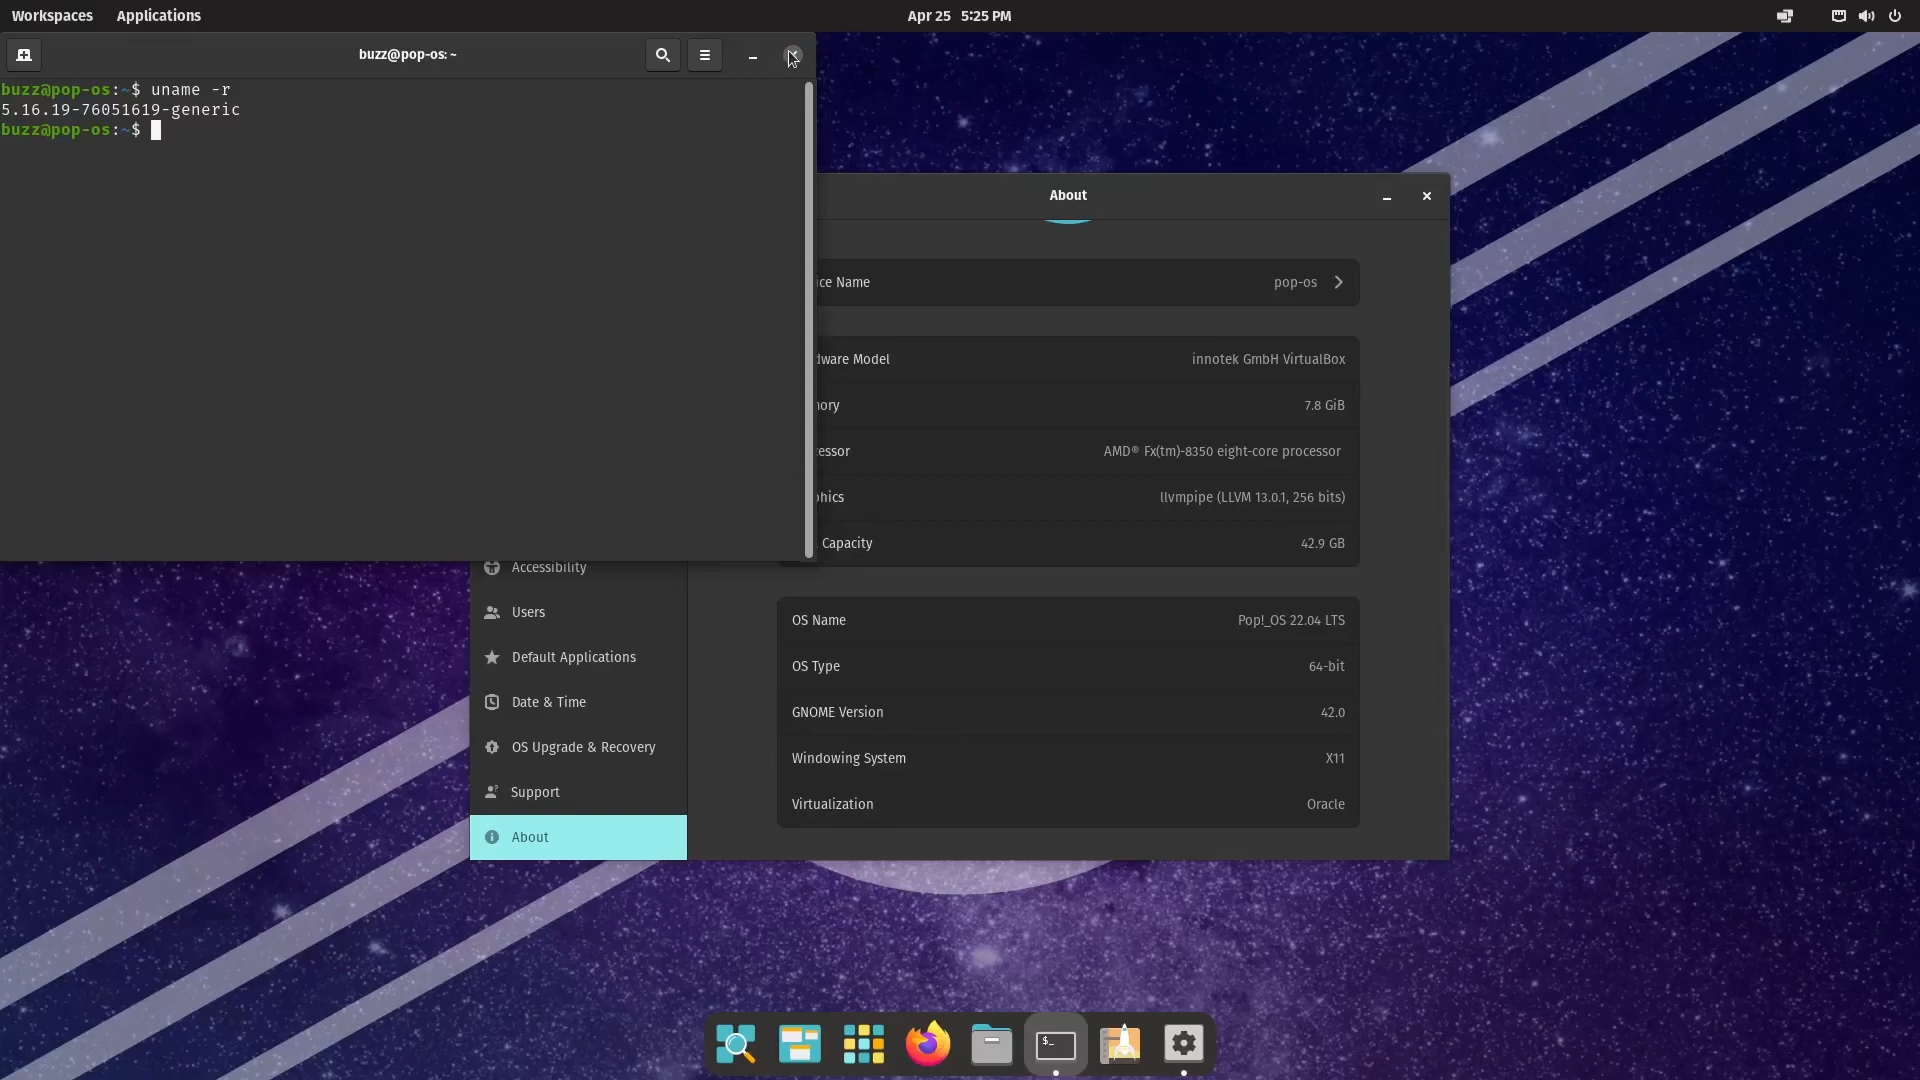 Workspaces Applications Apr 25 5:25 PM
buzz@pop-os: ~
buzz@pop-os:~$ uname -r
5.16.19-76051619-generic
buzz@pop-os:~$
About
ice Name pop-os
dware Model innotek GmbH VirtualBox
ory 7.8 GiB
essor AMD® Fx(tm)-8350 eight-core processor
hics llvmpipe (LLVM 13.0.1, 256 bits)
Capacity 42.9 GB
Accessibility
Users
Default Applications
Date & Time
OS Upgrade & Recovery
Support
About
OS Name Pop!_OS 22.04 LTS
OS Type 64-bit
GNOME Version 42.0
Windowing System X11
Virtualization Oracle
$_